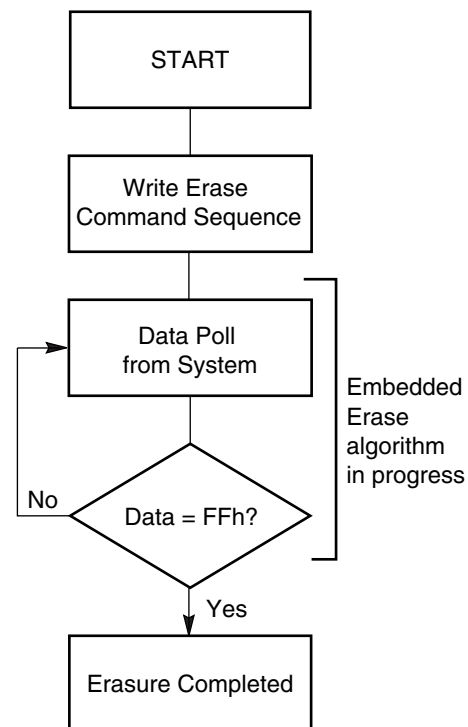 START
Write Erase
Command Sequence
Data Poll
from System
Embedded
Erase
algorithm
in progress
No
Data = FFh?
Yes
Erasure Completed